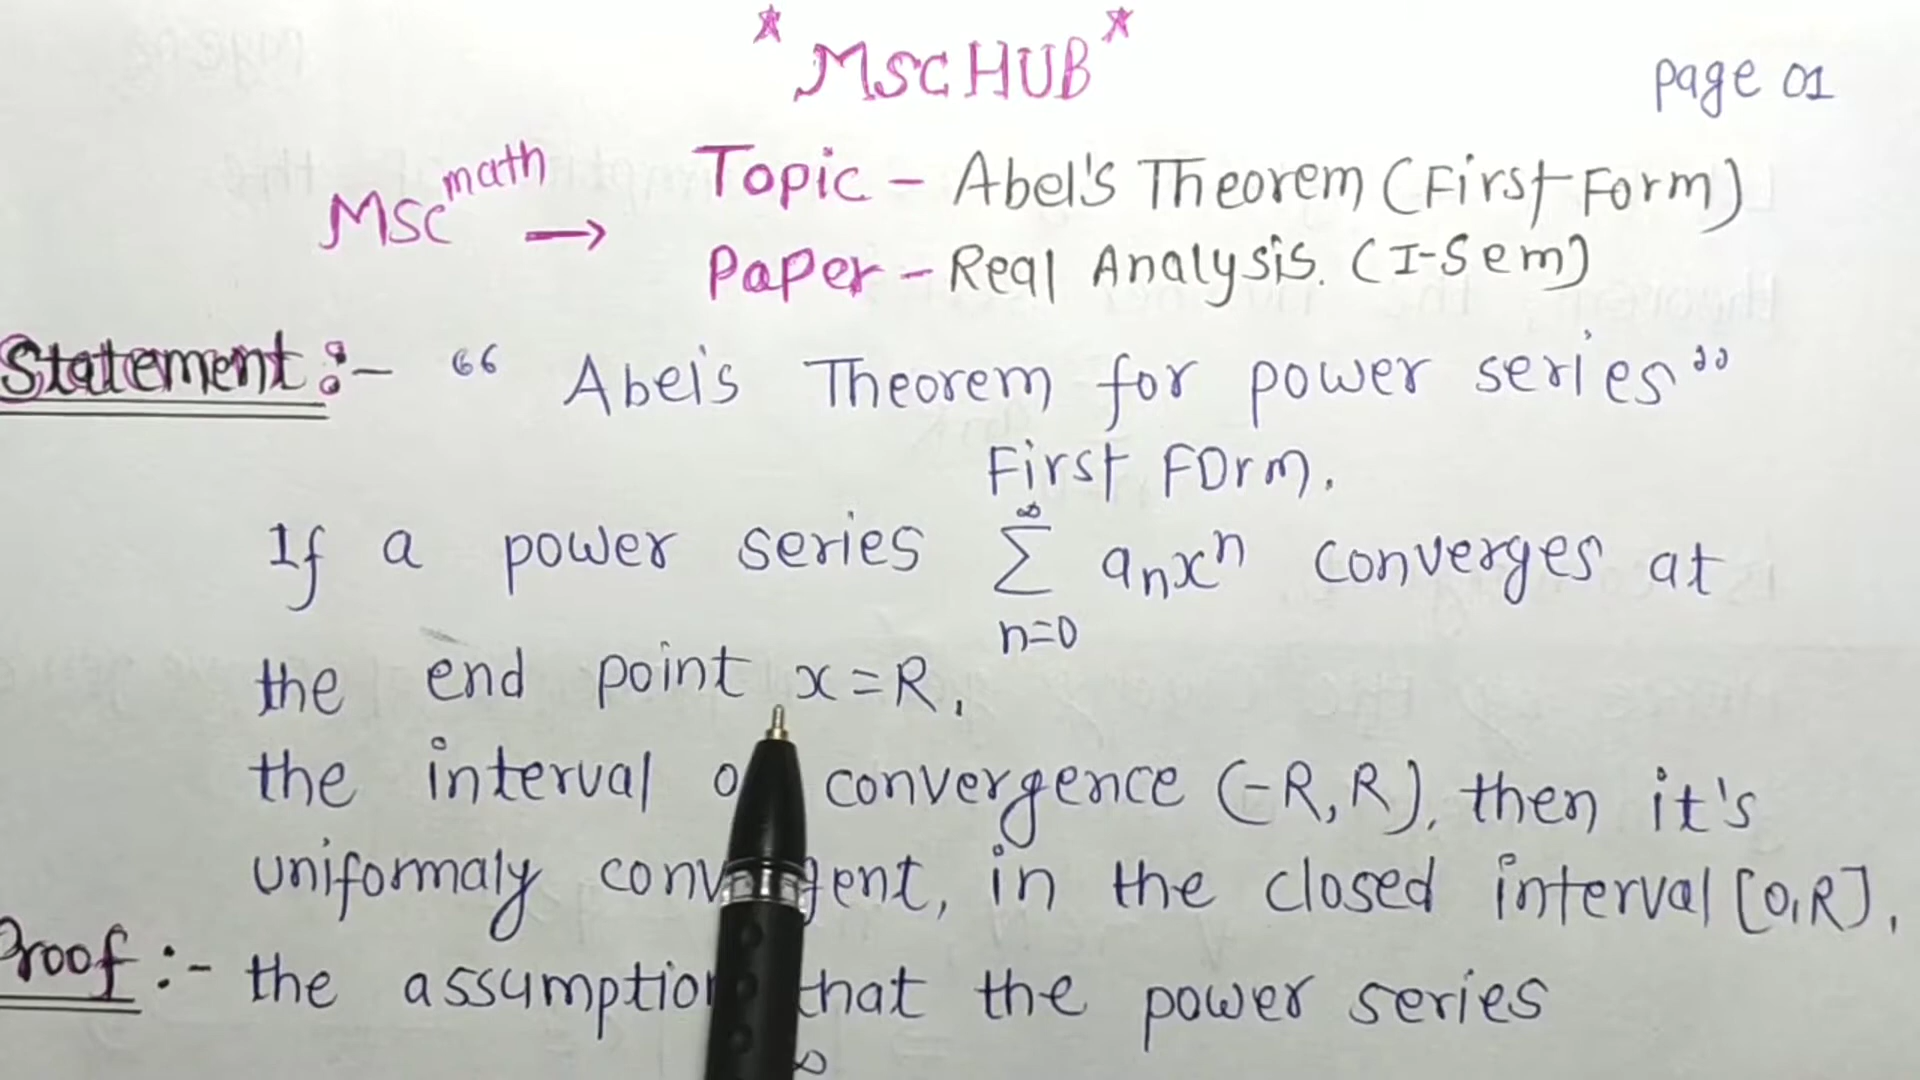 * MSC HUB *
page 01
MSC math → Topic - Abel's Theorem (First Form)
Paper - Real Analysis. (I-Sem)
Statement :- “ Abel's Theorem for power series”
First Form.
If a power series ∞∑n=0 anxⁿ converges at
the end point x=R,
the interval convergence (-R,R), then it's
uniformaly convergent, in the closed interval [0,R],
Proof :- the assumption that the power series
∞